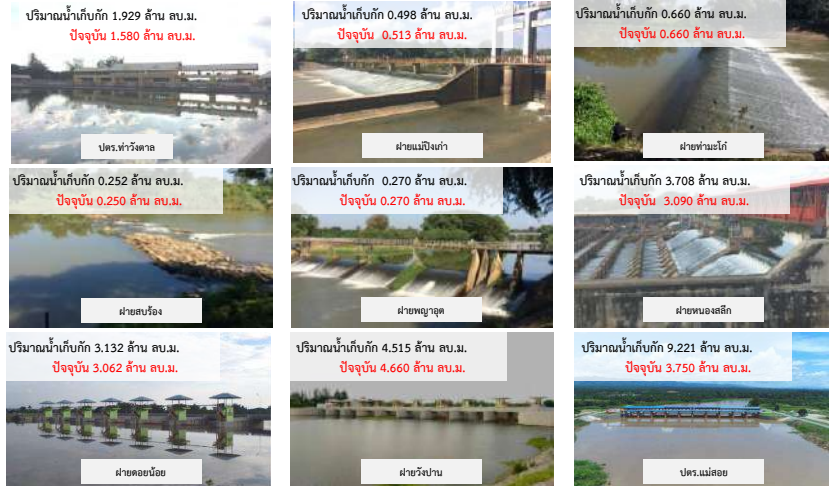 ปริมาณน้ำเก็บกัก 1.929 ล้าน ลบ.ม.
ปัจจุบัน 1.580 ล้าน ลบ.ม.
ปตร.ท่าวังตาล
ปริมาณน้ำเก็บกัก 0.498 ล้าน ลบ.ม.
ปัจจุบัน 0.513 ล้าน ลบ.ม.
ฝายแม่ปิงเก่า
ปริมาณน้ำเก็บกัก 0.660 ล้าน ลบ.ม.
ปัจจุบัน 0.660 ล้าน ลบ.ม.
ฝายท่ามะโก๋
ปริมาณน้ำเก็บกัก 0.252 ล้าน ลบ.ม.
ปัจจุบัน 0.250 ล้าน ลบ.ม.
ฝายสบร้อง
ปริมาณน้ำเก็บกัก 0.270 ล้าน ลบ.ม.
ปัจจุบัน 0.270 ล้าน ลบ.ม.
ฝายพญาอุต
ปริมาณน้ำเก็บกัก 3.708 ล้าน ลบ.ม.
ปัจจุบัน 3.090 ล้าน ลบ.ม.
ฝายหนองสลีก
ปริมาณน้ำเก็บกัก 3.132 ล้าน ลบ.ม.
ปัจจุบัน 3.062 ล้าน ลบ.ม.
ฝายดอยน้อย
ปริมาณน้ำเก็บกัก 4.515 ล้าน ลบ.ม.
ปัจจุบัน 4.660 ล้าน ลบ.ม.
ฝายวังปาน
ปริมาณน้ำเก็บกัก 9.221 ล้าน ลบ.ม.
ปัจจุบัน 3.750 ล้าน ลบ.ม.
ปตร.แม่สอย